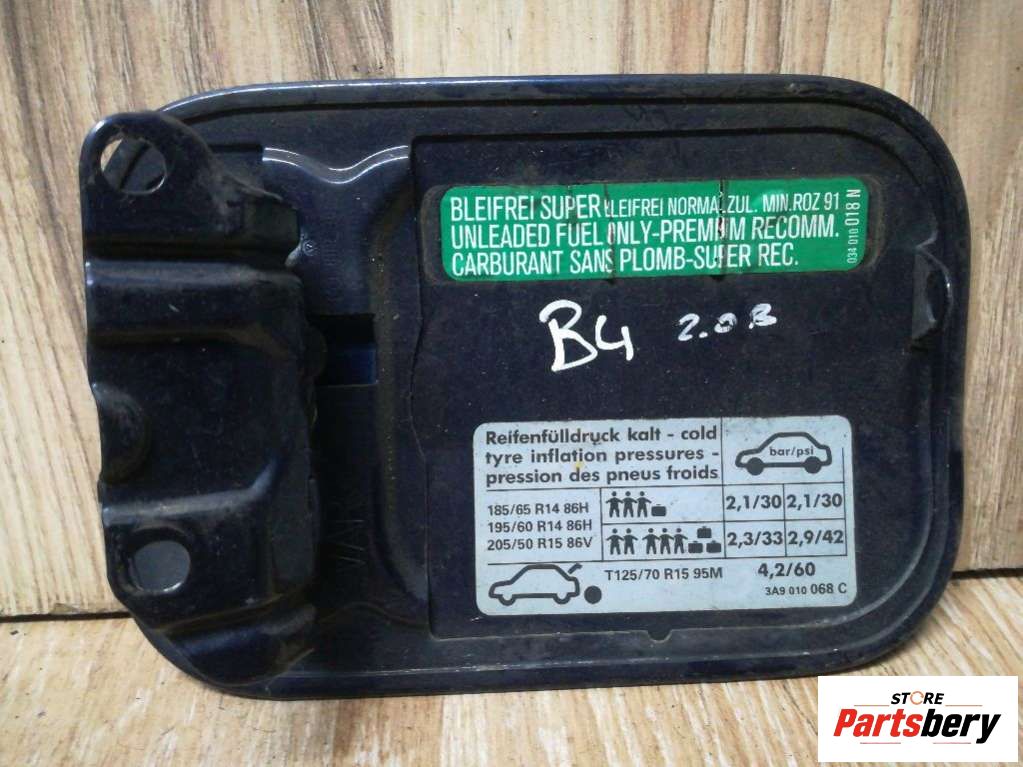 BLEIFREI SUPER BLEIFREI NORMALZUL. MIN.ROZ 91
UNLEADED FUEL ONLY-PREMIUM RECOMM.
CARBURANT SANS PLOMB-SUPER REC.
034 010 018 N
B4 2.0B
Reifenfülldruck kalt - cold
tyre inflation pressures -
pression des pneus froids
bar/psi
185/65 R14 86H
195/60 R14 86H
205/50 R15 86V
2,1/30 2,1/30
2,3/33 2,9/42
T125/70 R15 95M 4,2/60
3A9 010 068 C
STORE
Partsbery